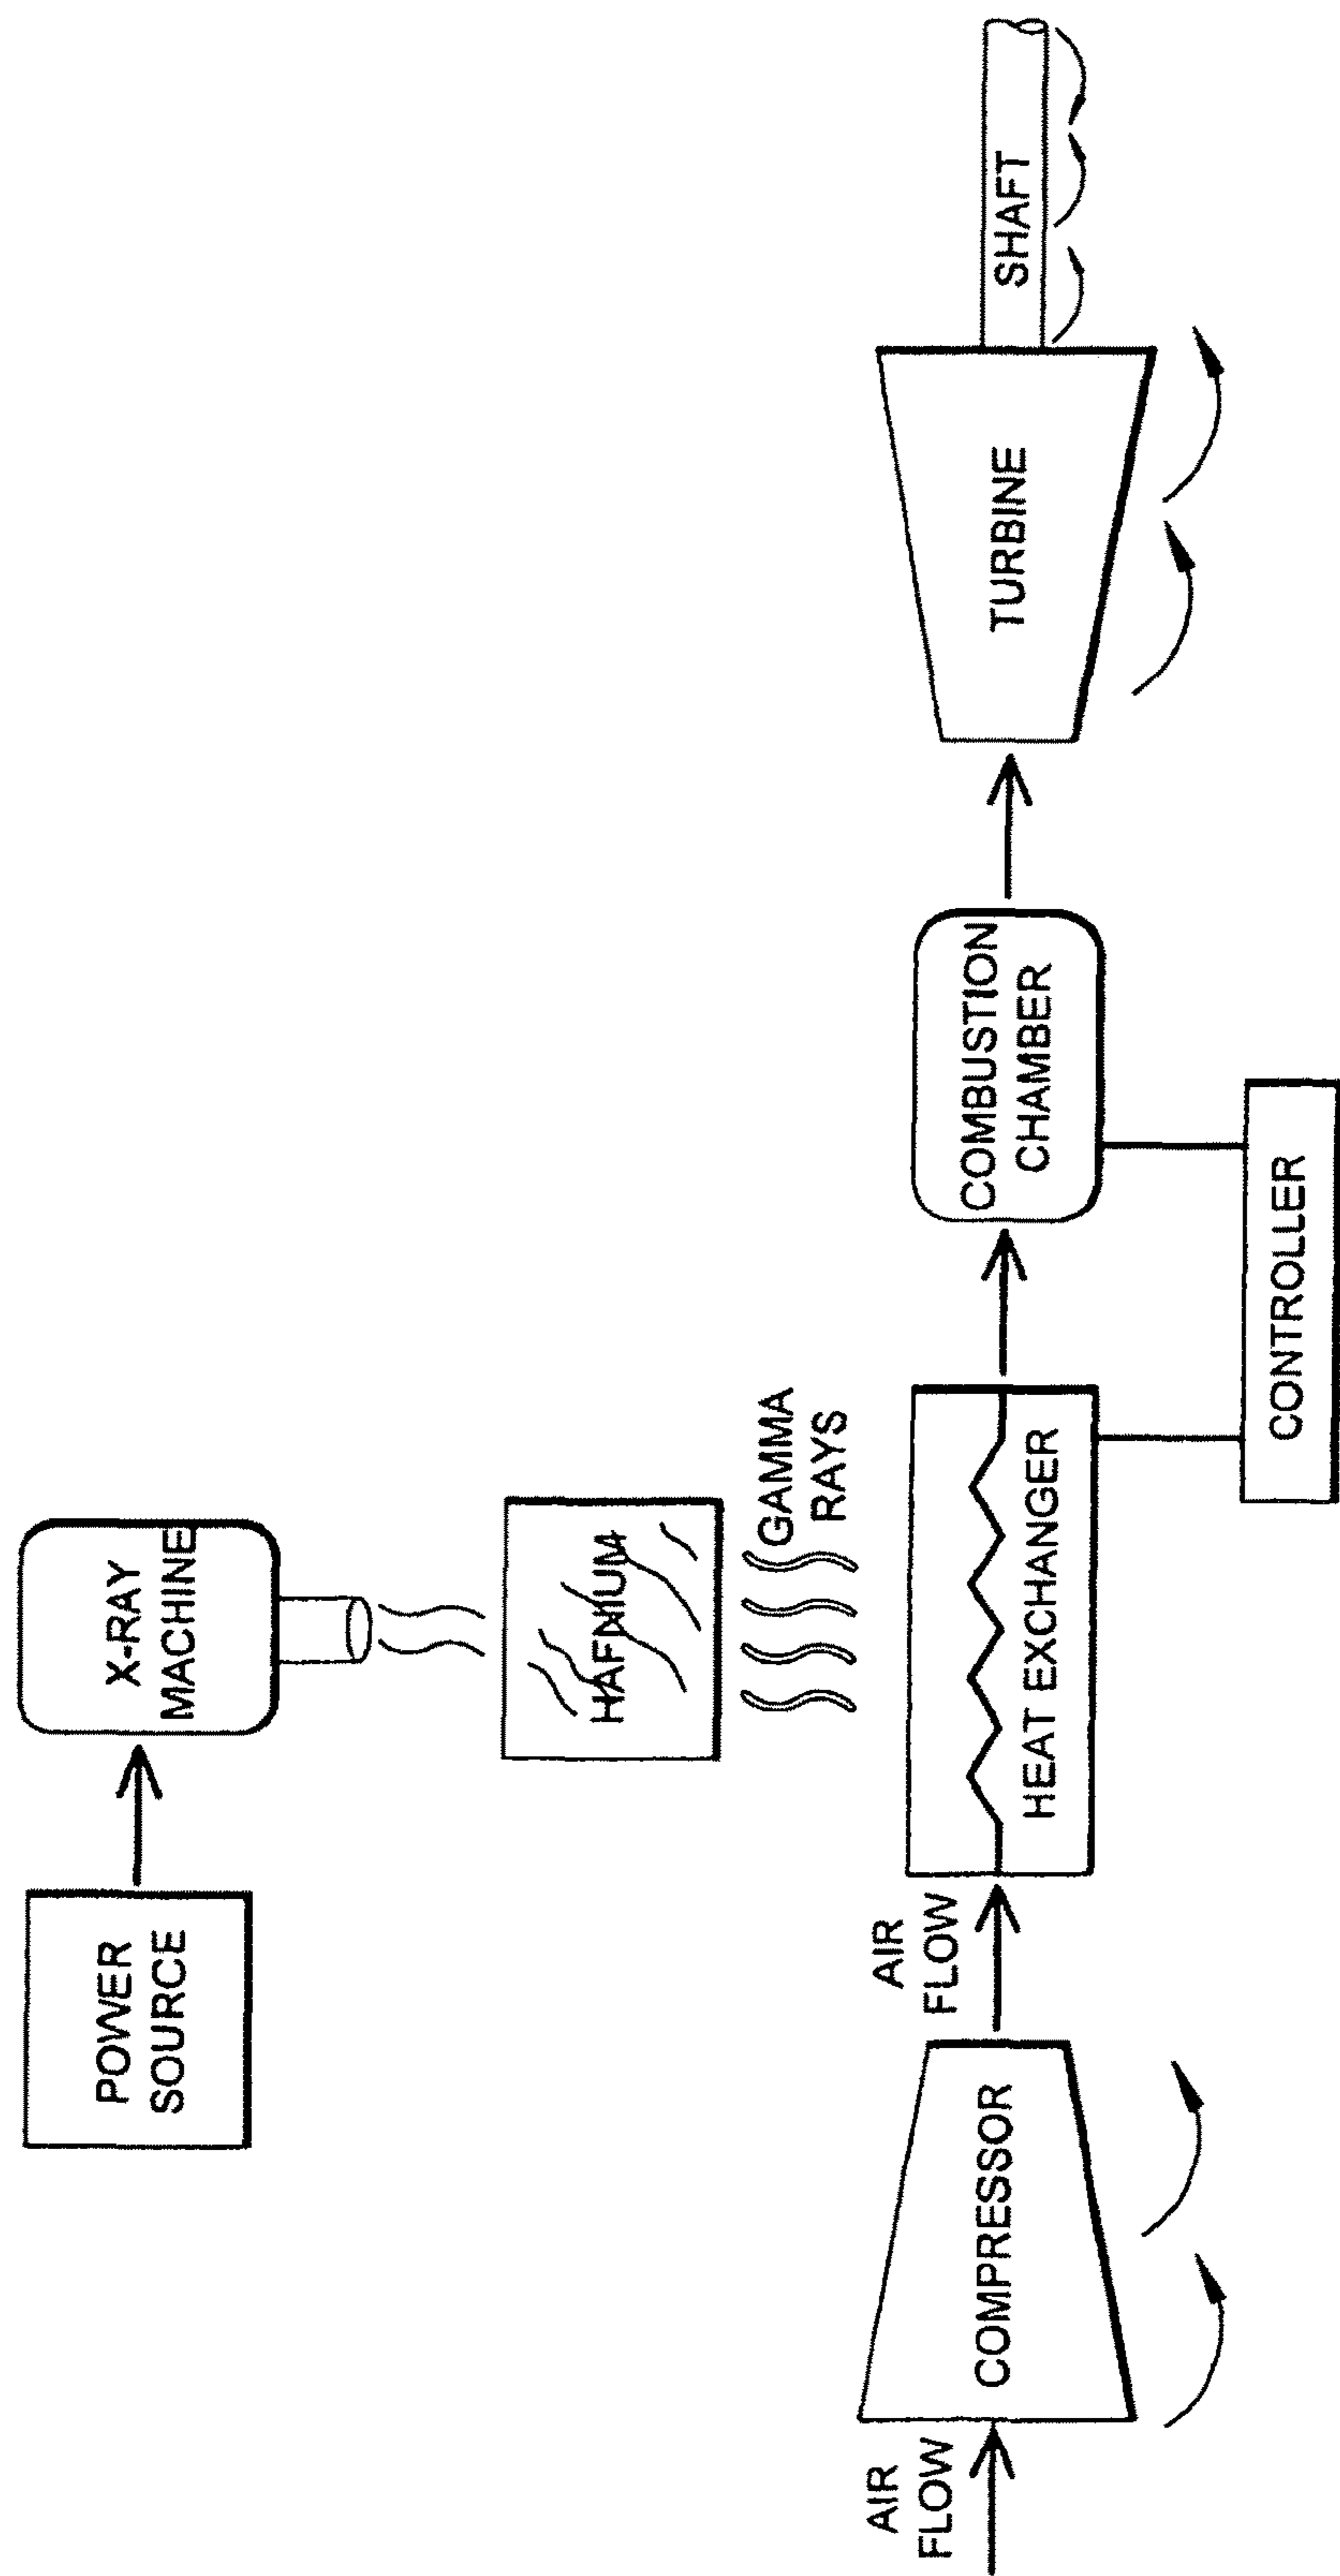 POWER
SOURCE
X-RAY
MACHINE
HAFNIUM
GAMMA
RAYS
AIR
FLOW
COMPRESSOR
AIR
FLOW
HEAT EXCHANGER
COMBUSTION
CHAMBER
TURBINE
SHAFT
CONTROLLER